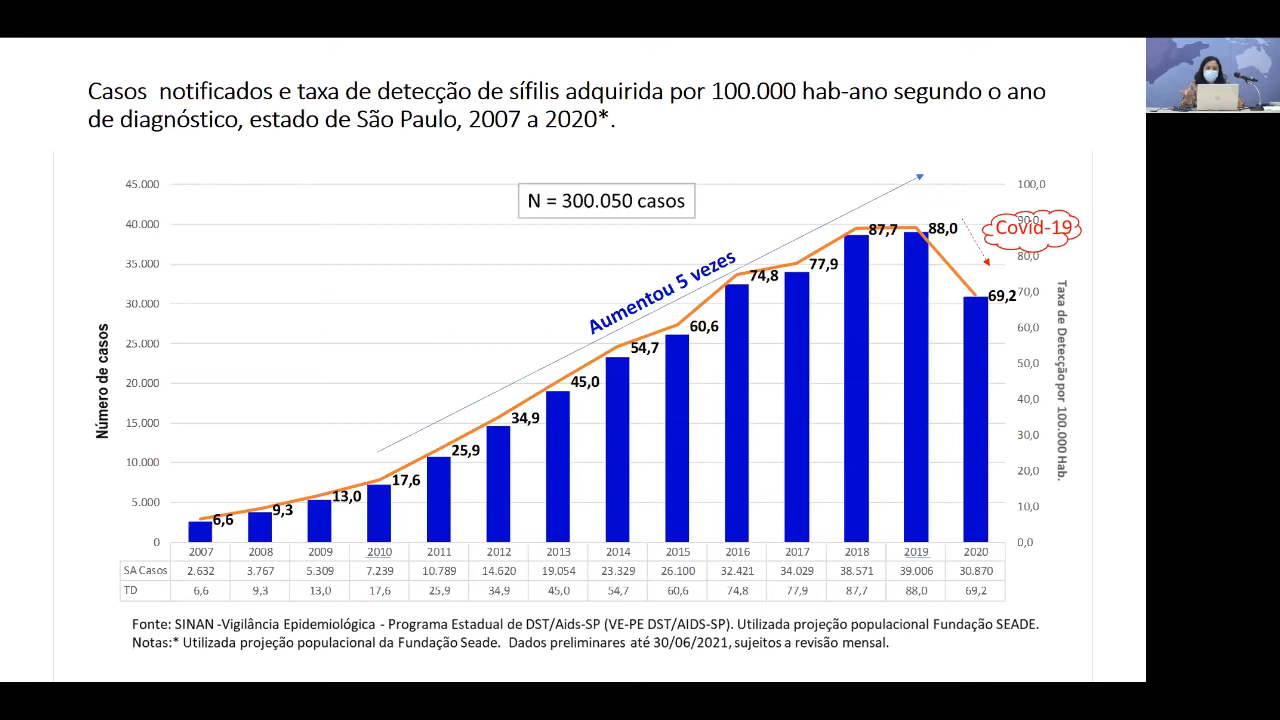 Casos  notificados e taxa de detecção de sífilis adquirida por 100.000 hab-ano segundo o ano
de diagnóstico, estado de São Paulo, 2007 a 2020*.
N = 300.050 casos
Aumentou 5 vezes
Covid-19
Número de casos
45.000
40.000
35.000
30.000
25.000
20.000
15.000
10.000
5.000
0
6,6
9,3
13,0
17,6
25,9
34,9
45,0
54,7
60,6
74,8
77,9
87,7
88,0
69,2
100,0
90,0
80,0
70,0
60,0
50,0
40,0
30,0
20,0
10,0
0,0
Taxa de Detecção por 100.000 Hab.
2007 2008 2009 2010 2011 2012 2013 2014 2015 2016 2017 2018 2019 2020
SA Casos 2.632 3.767 5.309 7.239 10.789 14.620 19.054 23.329 26.100 32.421 34.029 38.571 39.006 30.870
TD 6,6 9,3 13,0 17,6 25,9 34,9 45,0 54,7 60,6 74,8 77,9 87,7 88,0 69,2
Fonte: SINAN -Vigilância Epidemiológica - Programa Estadual de DST/Aids-SP (VE-PE DST/AIDS-SP). Utilizada projeção populacional Fundação SEADE.
Notas:* Utilizada projeção populacional da Fundação Seade.  Dados preliminares até 30/06/2021, sujeitos a revisão mensal.